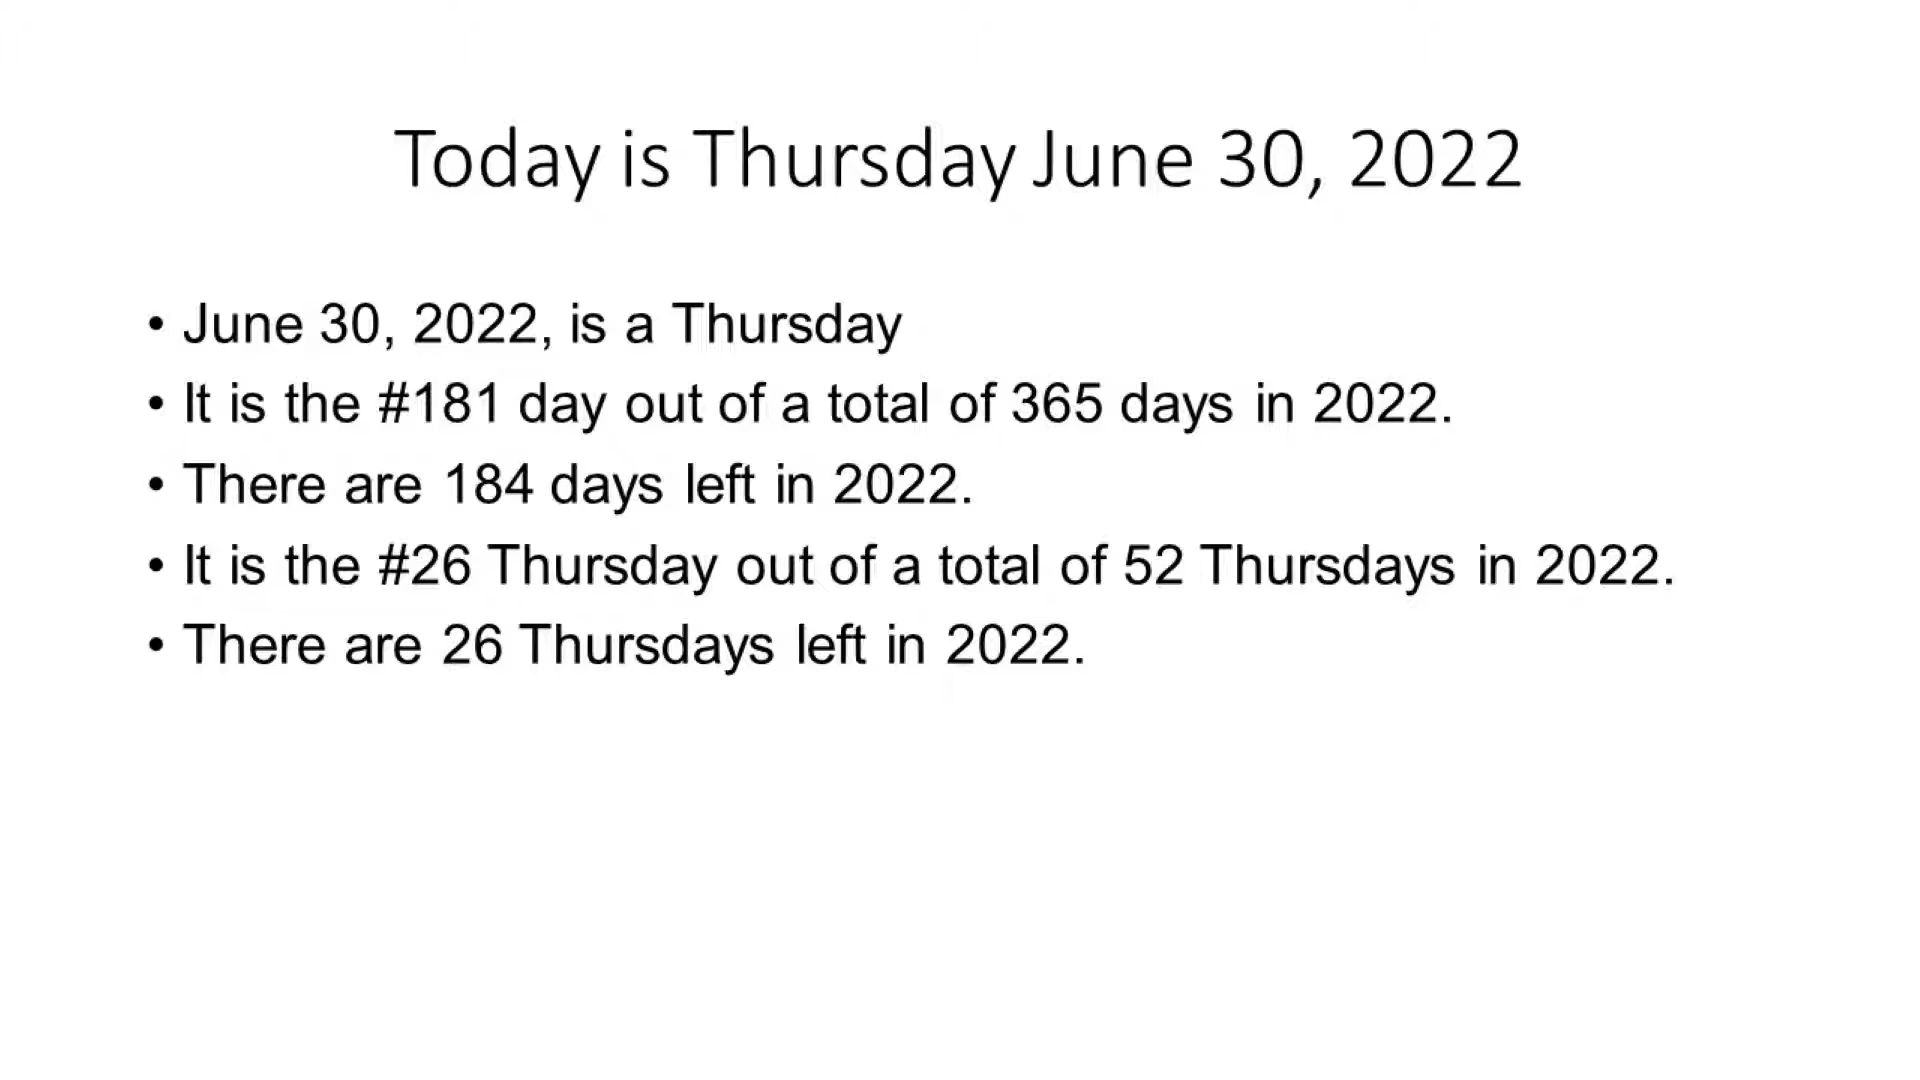 Today is Thursday June 30, 2022
• June 30, 2022, is a Thursday
• It is the #181 day out of a total of 365 days in 2022.
• There are 184 days left in 2022.
• It is the #26 Thursday out of a total of 52 Thursdays in 2022.
• There are 26 Thursdays left in 2022.